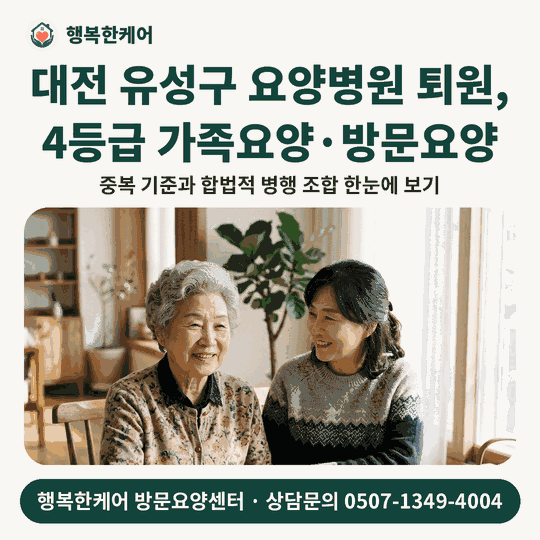 행복한케어
대전 유성구 요양병원 퇴원,
4등급 가족요양·방문요양
중복 기준과 합법적 병행 조합 한눈에 보기
행복한케어 방문요양센터 · 상담문의 0507-1349-4004